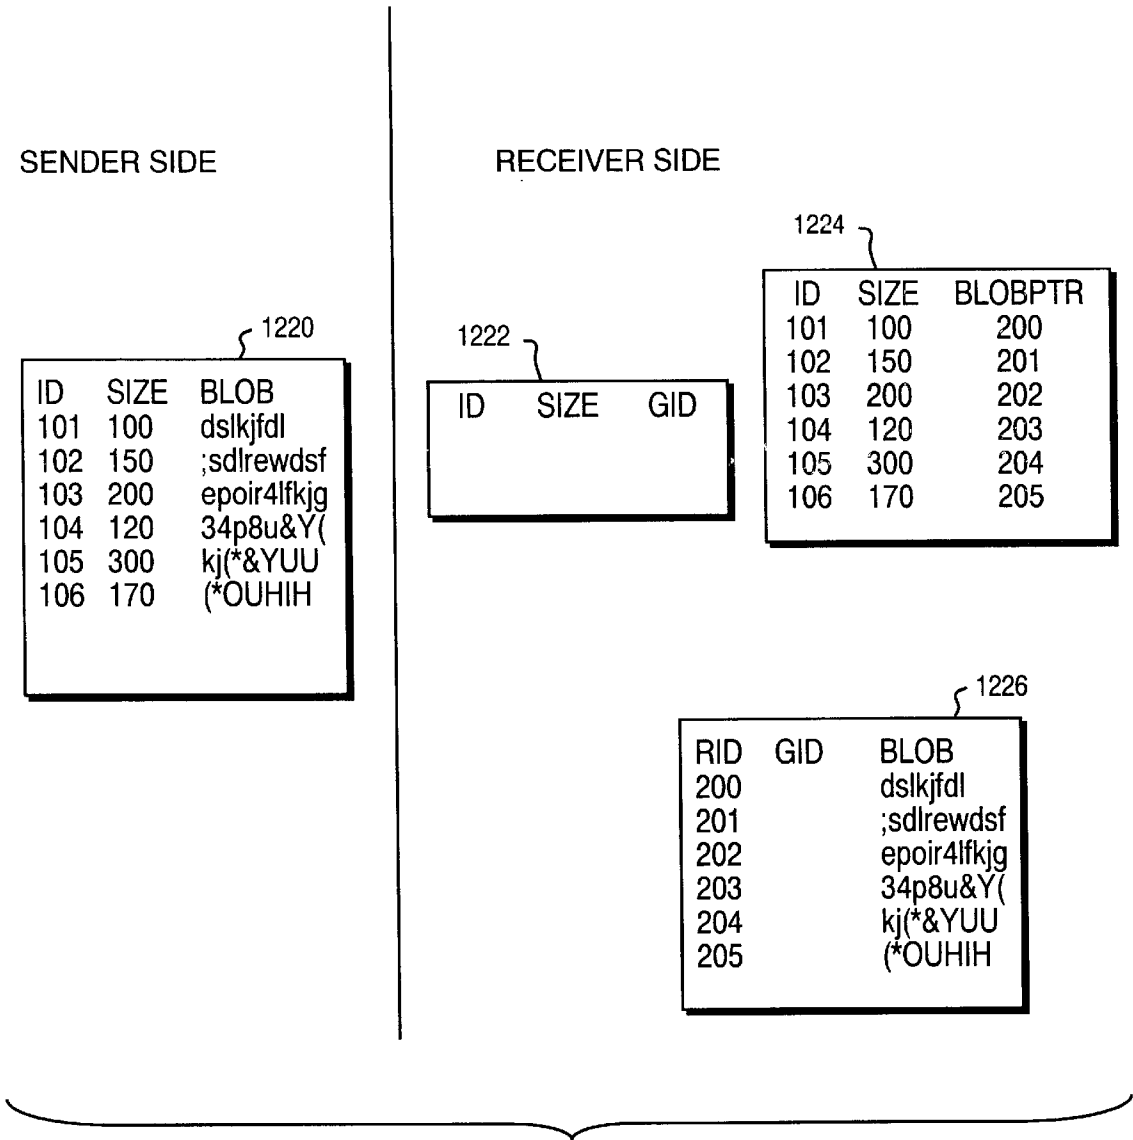 SENDER SIDE
RECEIVER SIDE
1220
ID SIZE BLOB
101 100 dslkjfdl
102 150 ;sdlrewdsf
103 200 epoir4lfkjg
104 120 34p8u&Y(
105 300 kj(*&YUU
106 170 (*OUHIH
1222
ID SIZE GID
1224
ID SIZE BLOBPTR
101 100 200
102 150 201
103 200 202
104 120 203
105 300 204
106 170 205
1226
RID GID BLOB
200 dslkjfdl
201 ;sdlrewdsf
202 epoir4lfkjg
203 34p8u&Y(
204 kj(*&YUU
205 (*OUHIH